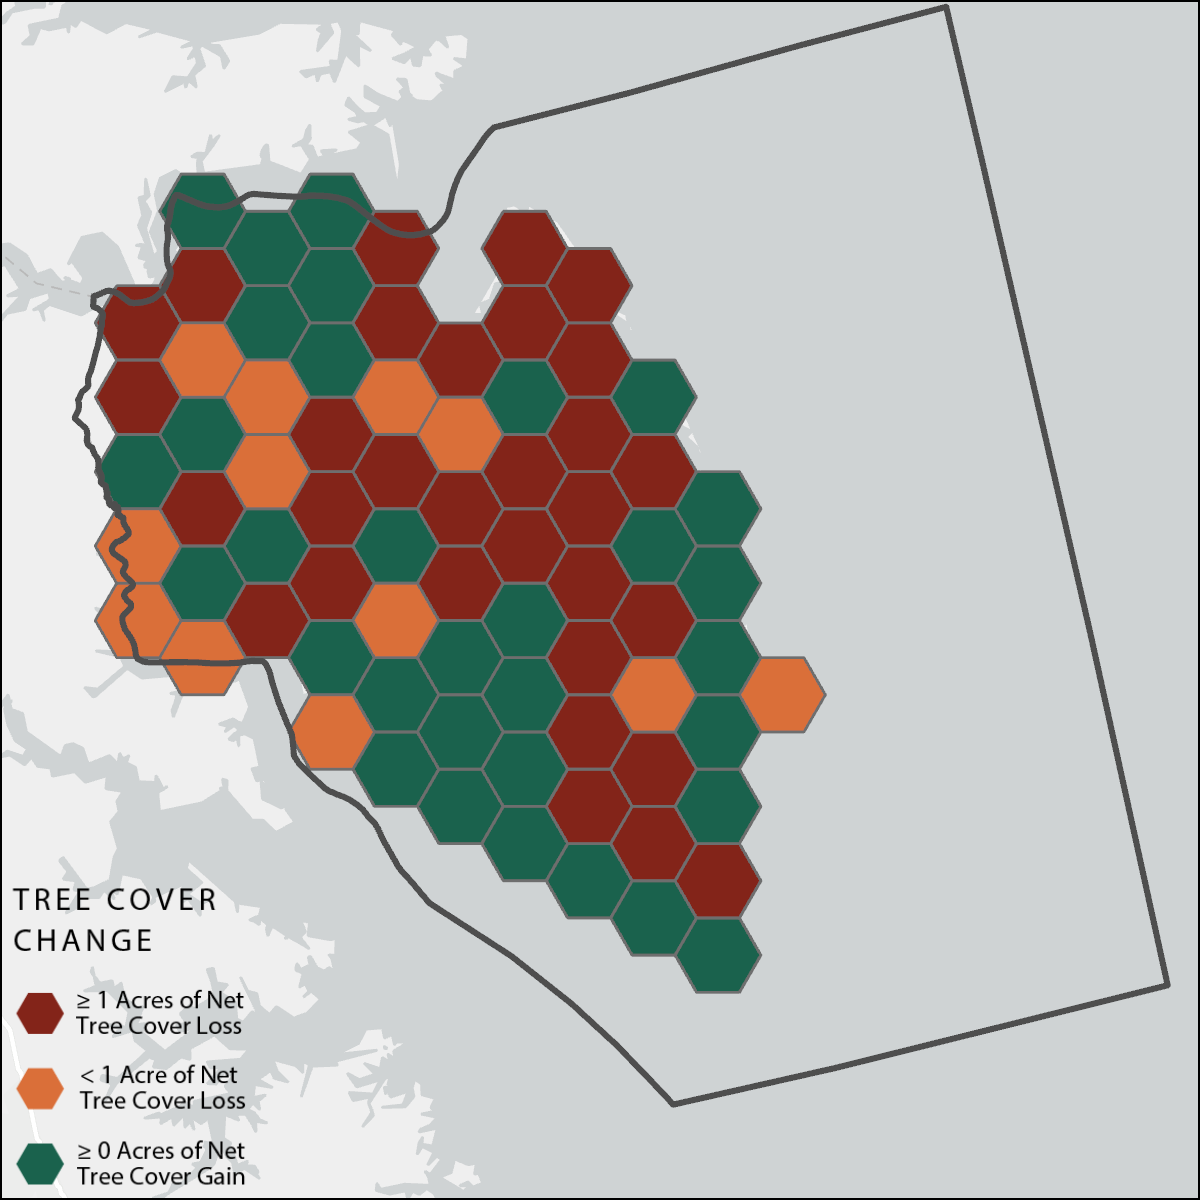 TREE COVER
CHANGE
≥ 1 Acres of Net
Tree Cover Loss
< 1 Acre of Net
Tree Cover Loss
≥ 0 Acres of Net
Tree Cover Gain